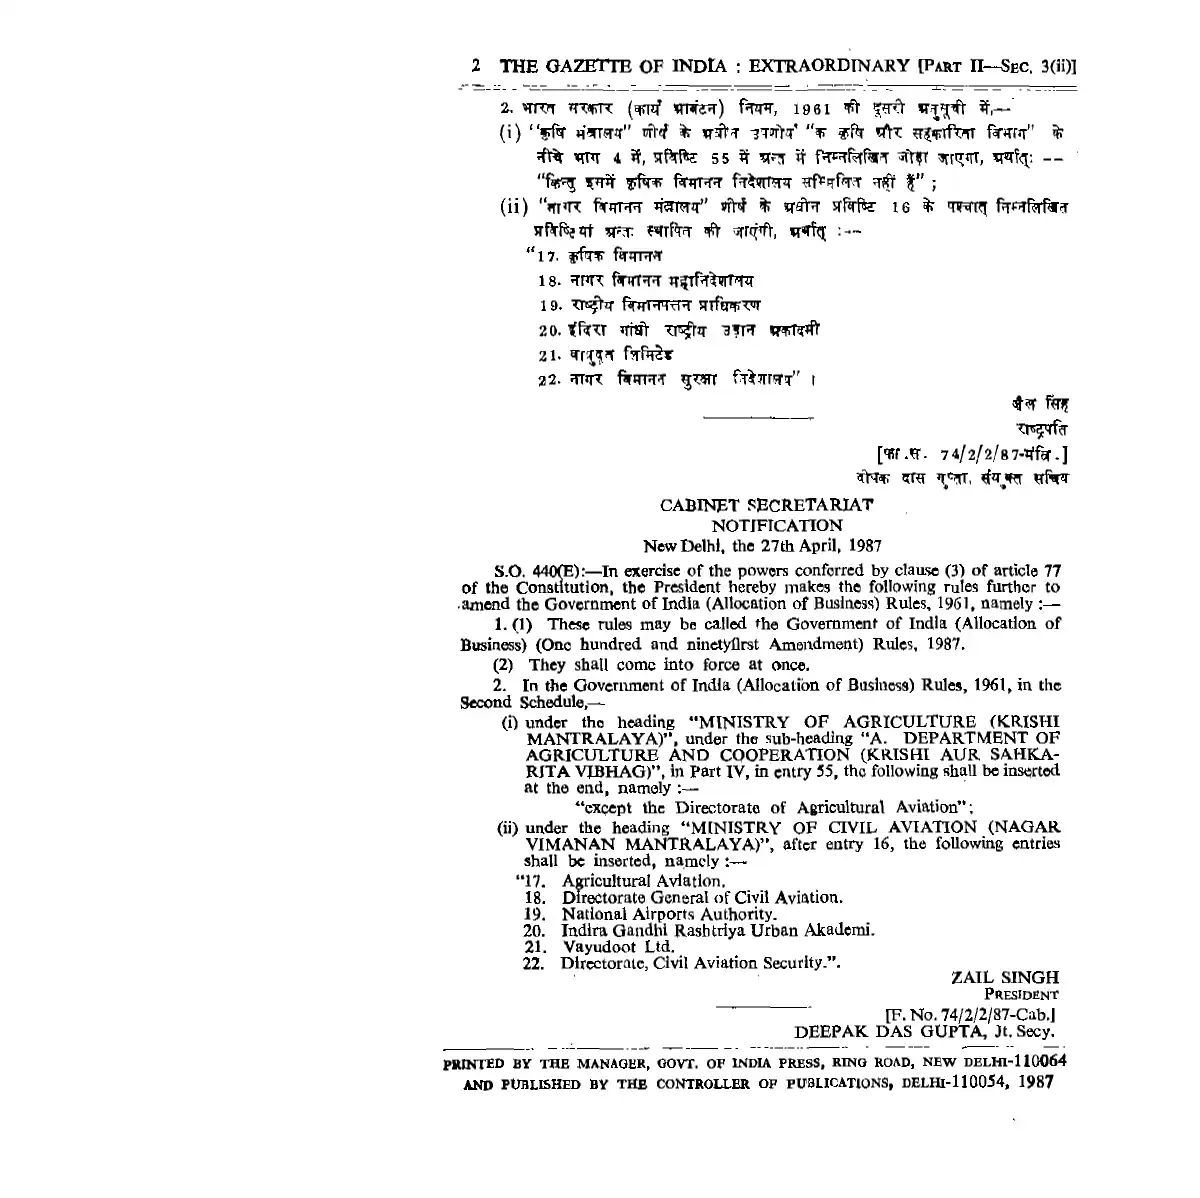 2 THE GAZETTE OF INDIA : EXTRAORDINARY [PART II—SEC. 3(ii)]
2. भारत सरकार (कार्य आबंटन) नियम, 1961 की दूसरी अनुसूची में,—
(i) "कृषि मंत्रालय" शीर्ष के अधीन उपशीर्ष "क कृषि और सहकारिता विभाग" के
नीचे भाग 4 में, प्रविष्टि 55 में अन्त में निम्नलिखित जोड़ा जाएगा, अर्थात्: --
"किन्तु इसमें कृषिक विमानन निदेशालय सम्मिलित नहीं है" ;
(ii) "नागर विमानन मंत्रालय" शीर्ष के अधीन प्रविष्टि 16 के पश्चात् निम्नलिखित
प्रविष्टियां अन्तः स्थापित की जाएंगी, अर्थात् :--
"17. कृषिक विमानन
18. नागर विमानन महानिदेशालय
19. राष्ट्रीय विमानपत्तन प्राधिकरण
20. इंदिरा गांधी राष्ट्रीय उड़ान अकादमी
21. वायुदूत लिमिटेड
22. नागर विमानन सुरक्षा निदेशालय" ।
जैल सिंह
राष्ट्रपति
[फा.स. 74/2/2/87-मंत्रि.]
दीपक दास गुप्ता, संयुक्त सचिव
CABINET SECRETARIAT
NOTIFICATION
New Delhi, the 27th April, 1987
S.O. 440(E):—In exercise of the powers conferred by clause (3) of article 77
of the Constitution, the President hereby makes the following rules further to
amend the Government of India (Allocation of Business) Rules, 1961, namely :—
1. (1) These rules may be called the Government of India (Allocation of
Business) (One hundred and ninetyfirst Amendment) Rules, 1987.
(2) They shall come into force at once.
2. In the Government of India (Allocation of Business) Rules, 1961, in the
Second Schedule,—
(i) under the heading "MINISTRY OF AGRICULTURE (KRISHI
MANTRALAYA)", under the sub-heading "A. DEPARTMENT OF
AGRICULTURE AND COOPERATION (KRISHI AUR SAHKA-
RITA VIBHAG)", in Part IV, in entry 55, the following shall be inserted
at the end, namely :—
"except the Directorate of Agricultural Aviation";
(ii) under the heading "MINISTRY OF CIVIL AVIATION (NAGAR
VIMANAN MANTRALAYA)", after entry 16, the following entries
shall be inserted, namely :—
"17. Agricultural Aviation.
18. Directorate General of Civil Aviation.
19. National Airports Authority.
20. Indira Gandhi Rashtriya Urban Akademi.
21. Vayudoot Ltd.
22. Directorate, Civil Aviation Security.".
ZAIL SINGH
PRESIDENT
[F. No. 74/2/2/87-Cab.]
DEEPAK DAS GUPTA, Jt. Secy.
PRINTED BY THE MANAGER, GOVT. OF INDIA PRESS, RING ROAD, NEW DELHI-110064
AND PUBLISHED BY THE CONTROLLER OF PUBLICATIONS, DELHI-110054, 1987